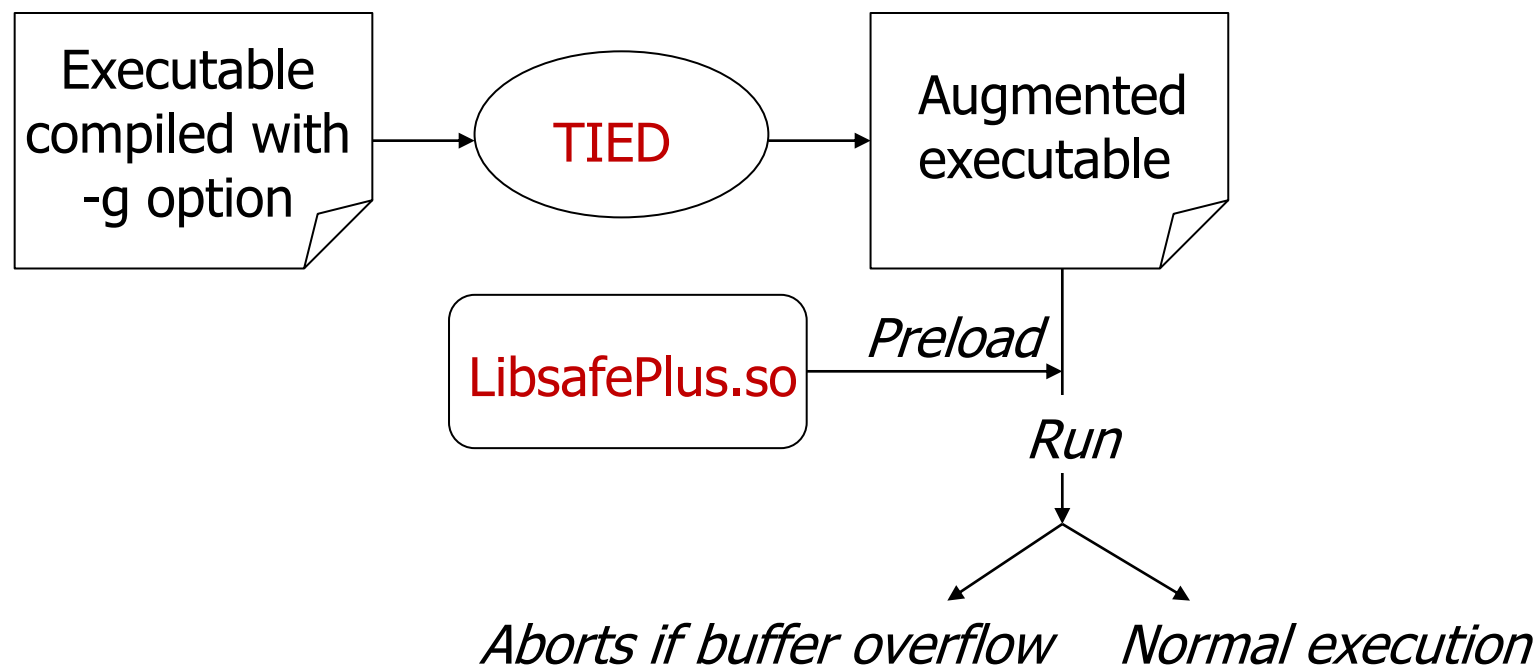 Executable
compiled with
-g option
TIED
Augmented
executable
LibsafePlus.so
Preload
Run
Aborts if buffer overflow
Normal execution